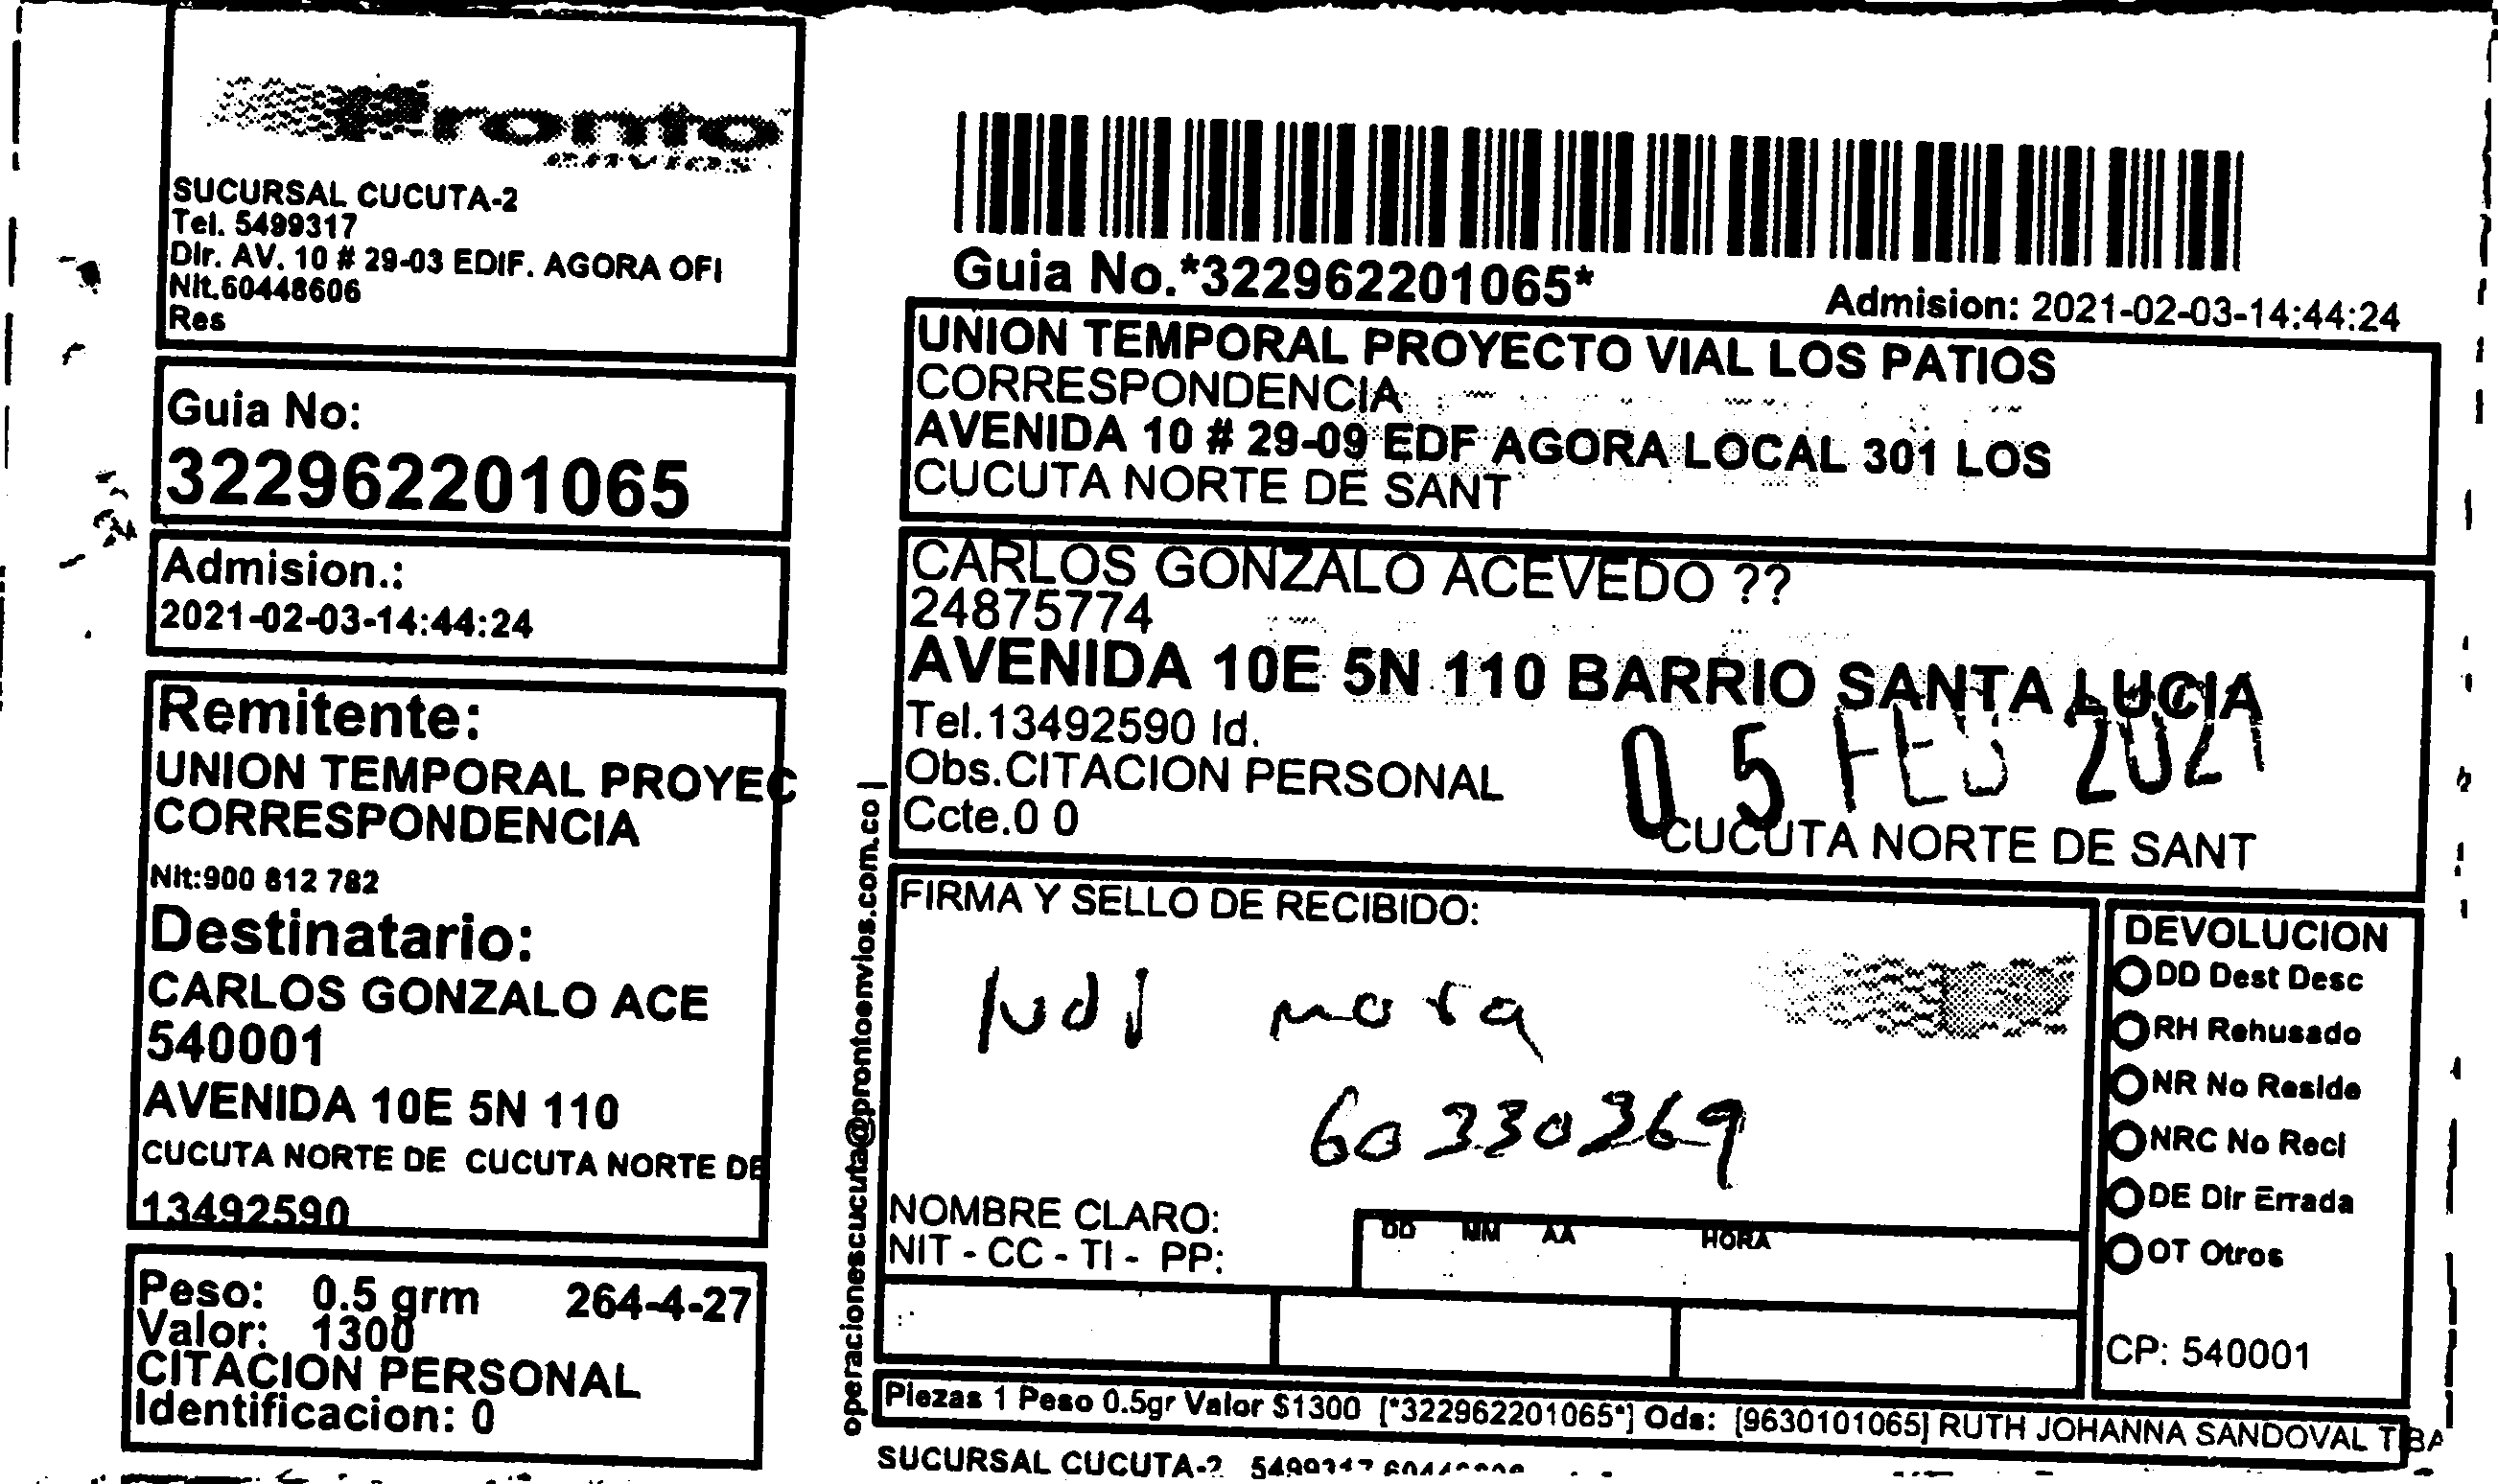 Pronto
envios
SUCURSAL CUCUTA-2
Tel. 5499317
Dir. AV. 10 # 29-03 EDIF. AGORA OFI
Nit.60448606
Res
Guia No:
322962201065
Admision.:
2021-02-03-14:44:24
Remitente:
UNION TEMPORAL PROYEC
CORRESPONDENCIA
Nit:900 812 782
Destinatario:
CARLOS GONZALO ACE
540001
AVENIDA 10E 5N 110
CUCUTA NORTE DE CUCUTA NORTE DE
13492590
Peso: 0.5 grm 264-4-27
Valor: 1300
CITACION PERSONAL
Identificacion: 0
operacionescucuta@prontoenvios.com.co |
Guia No.*322962201065*
Admision: 2021-02-03-14:44:24
UNION TEMPORAL PROYECTO VIAL LOS PATIOS
CORRESPONDENCIA
AVENIDA 10 # 29-09 EDF AGORA LOCAL 301 LOS
CUCUTA NORTE DE SANT
CARLOS GONZALO ACEVEDO ??
24875774
AVENIDA 10E 5N 110 BARRIO SANTA LUCIA
Tel.13492590 Id.
05 FEB 2021
Obs.CITACION PERSONAL
Ccte.0 0
CUCUTA NORTE DE SANT
FIRMA Y SELLO DE RECIBIDO:
mora
60330369
NOMBRE CLARO:
NIT - CC - TI - PP:
DD MM AA HORA
DEVOLUCION
DD Dest Desc
RH Rehusado
NR No Reside
NRC No Recl
DE Dir Errada
OT Otros
CP: 540001
Piezas 1 Peso 0.5gr Valor $1300 [*322962201065*] Ods: [9630101065] RUTH JOHANNA SANDOVAL TIBA
SUCURSAL CUCUTA-2 5499317